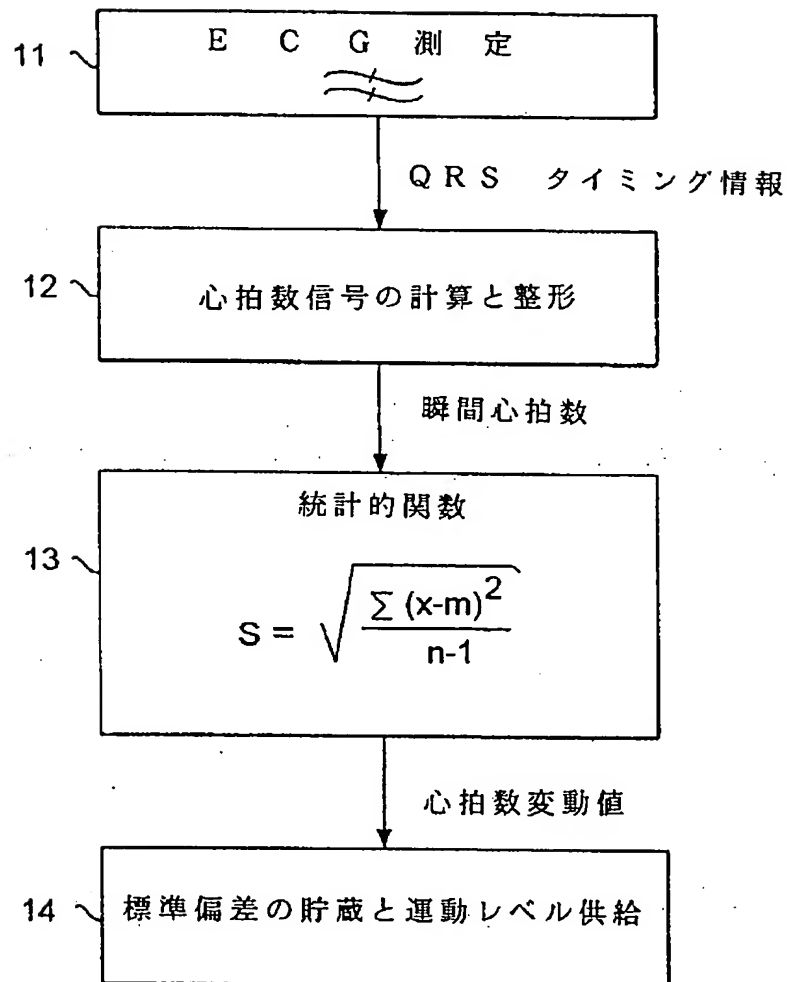 11
E C G 測 定
QRS タイミング情報
12
心拍数信号の計算と整形
瞬間心拍数
統計的関数
13
S = √ Σ (x-m)² / n-1
心拍数変動値
14
標準偏差の貯蔵と運動レベル供給